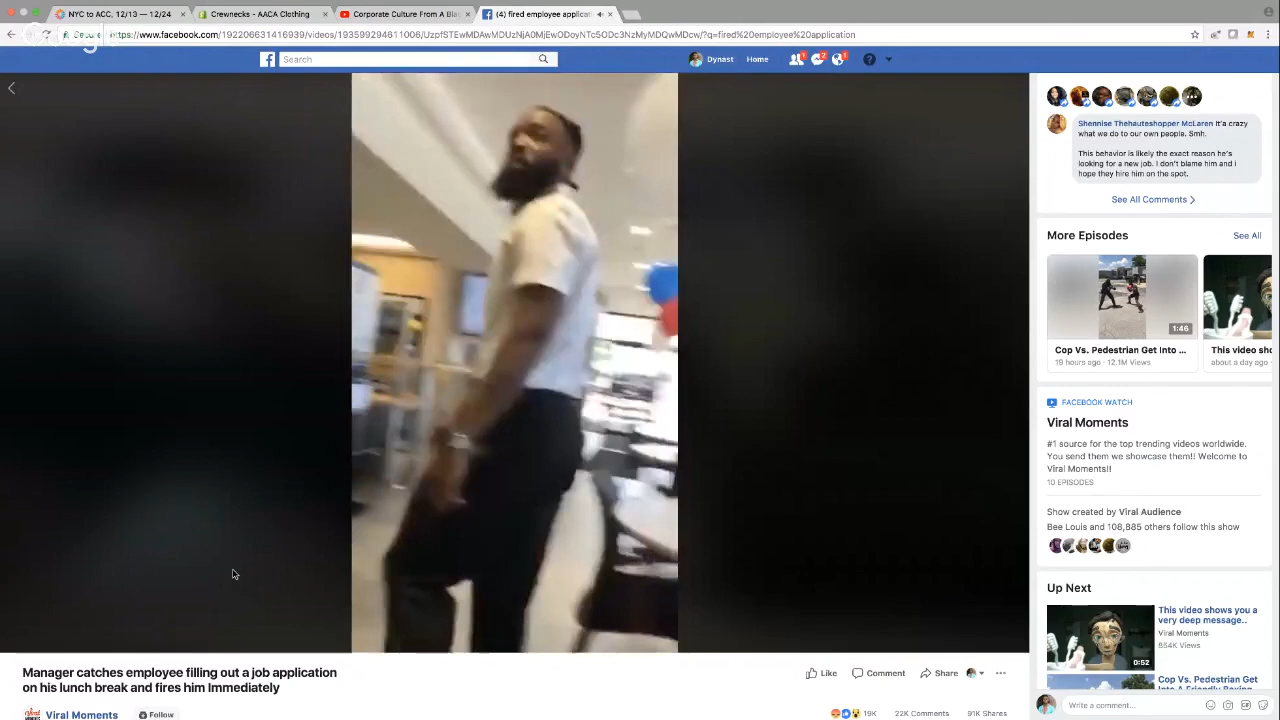 NYC to ACC, 12/13 — 12/24
Crewnecks - AACA Clothing
Corporate Culture From A Bla
(4) fired employee applicat
Secure
https://www.facebook.com/192206631416939/videos/193599294611006/UzpfSTEwMDAwMDUzNjA0MjEwODoyNTc5ODc3NzMyMDQwMDcw/?q=fired%20employee%20application
Search
Dynast
Home
Shennise Thehauteshopper McLaren It'a crazy
what we do to our own people. Smh.
This behavior is likely the exact reason he's
looking for a new job. I don't blame him and i
hope they hire him on the spot.
See All Comments
More Episodes
See All
1:46
Cop Vs. Pedestrian Get Into ...
19 hours ago · 12.1M Views
This video sho
about a day ago ·
FACEBOOK WATCH
Viral Moments
#1 source for the top trending videos worldwide.
You send them we showcase them!! Welcome to
Viral Moments!!
10 EPISODES
Show created by Viral Audience
Bee Louis and 108,885 others follow this show
Up Next
This video shows you a
very deep message..
Viral Moments
854K Views
0:52
Cop Vs. Pedestrian Get
Into A Friendly Boxing
Manager catches employee filling out a job application
on his lunch break and fires him Immediately
Like
Comment
Share
Viral Moments
Follow
19K
22K Comments
91K Shares
Write a comment...